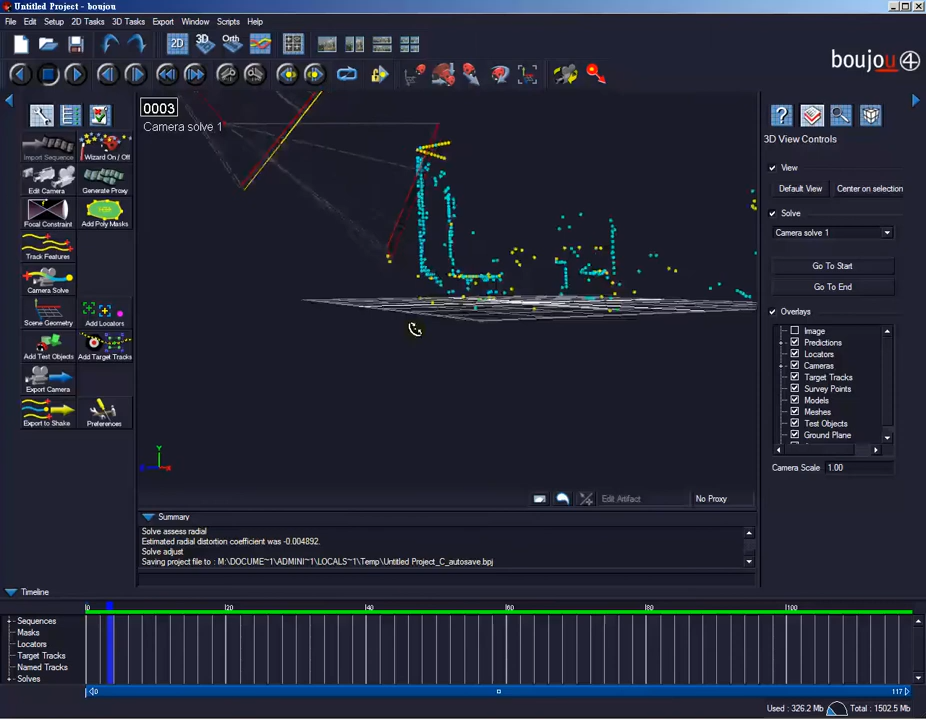 Untitled Project - boujou
File Edit Setup 2D Tasks 3D Tasks Export Window Scripts Help
2D 3D Orth
boujou 4
0003
Camera solve 1
Import Sequence Wizard On / Off
Edit Camera Generate Proxy
Focal Constraint Add Poly Masks
Track Features
Camera Solve
Scene Geometry Add Locators
Add Test Objects Add Target Tracks
Export Camera
Export to Shake Preferences
Y
3D View Controls
View
Default View Center on selection
Solve
Camera solve 1
Go To Start
Go To End
Overlays
Image
Predictions
Locators
Cameras
Target Tracks
Survey Points
Models
Meshes
Test Objects
Ground Plane
Camera Scale 1.00
Edit Artifact No Proxy
Summary
Solve assess radial
Estimated radial distortion coefficient was -0.004892.
Solve adjust
Saving project file to : M:\DOCUME~1\ADMINI~1\LOCALS~1\Temp\Untitled Project_C_autosave.bpj
Timeline
0 20 40 60 80 100
Sequences
Masks
Locators
Target Tracks
Named Tracks
Solves
0 117
Used : 326.2 Mb Total : 1502.5 Mb